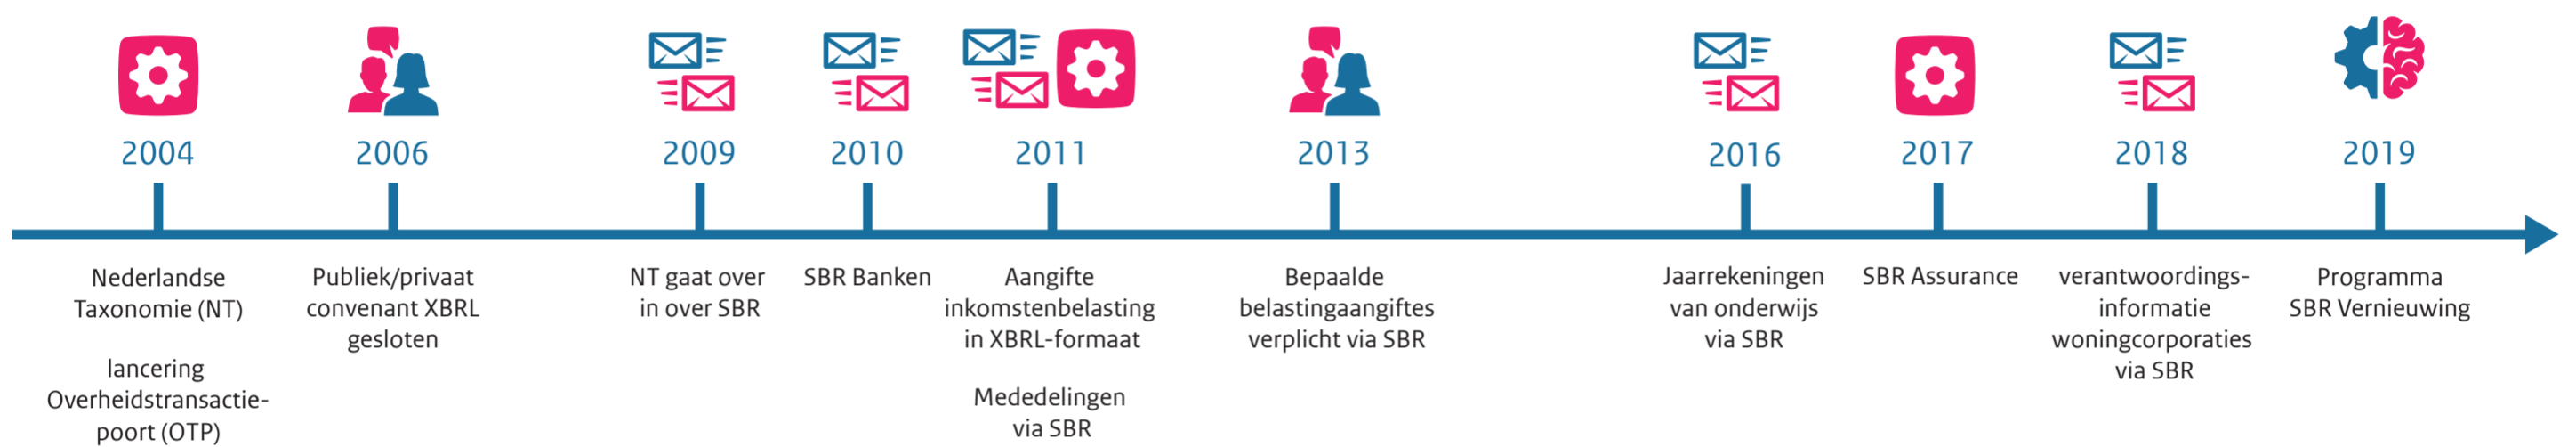 2004
Nederlandse
Taxonomie (NT)
lancering
Overheidstransactie-
poort (OTP)
2006
Publiek/privaat
convenant XBRL
gesloten
2009
NT gaat over
in over SBR
2010
SBR Banken
2011
Aangifte
inkomstenbelasting
in XBRL-formaat
Mededelingen
via SBR
2013
Bepaalde
belastingaangiftes
verplicht via SBR
2016
Jaarrekeningen
van onderwijs
via SBR
2017
SBR Assurance
2018
verantwoordings-
informatie
woningcorporaties
via SBR
2019
Programma
SBR Vernieuwing